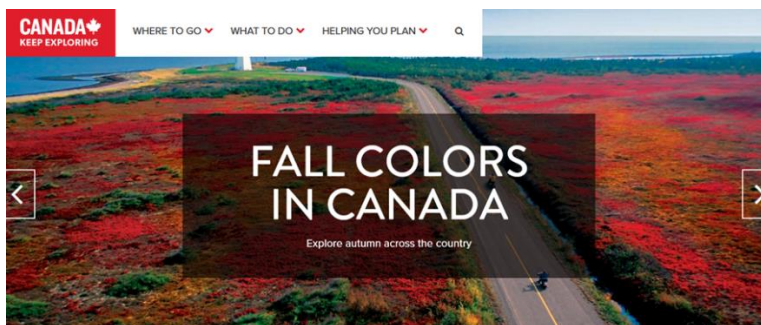 CANADA
KEEP EXPLORING
WHERE TO GO
WHAT TO DO
HELPING YOU PLAN
FALL COLORS
IN CANADA
Explore autumn across the country